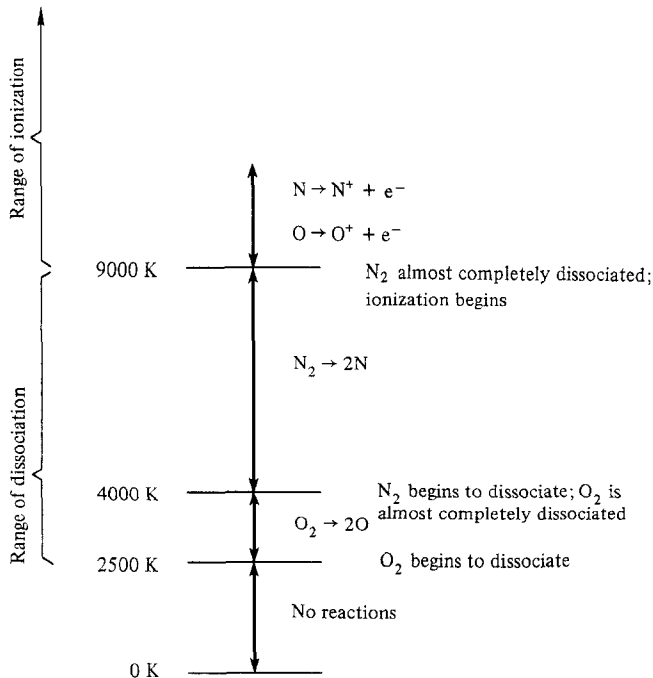 Range of ionization
N → N⁺ + e⁻
O → O⁺ + e⁻
9000 K
N₂ almost completely dissociated;
ionization begins
N₂ → 2N
Range of dissociation
4000 K
N₂ begins to dissociate; O₂ is
almost completely dissociated
O₂ → 2O
2500 K
O₂ begins to dissociate
No reactions
0 K